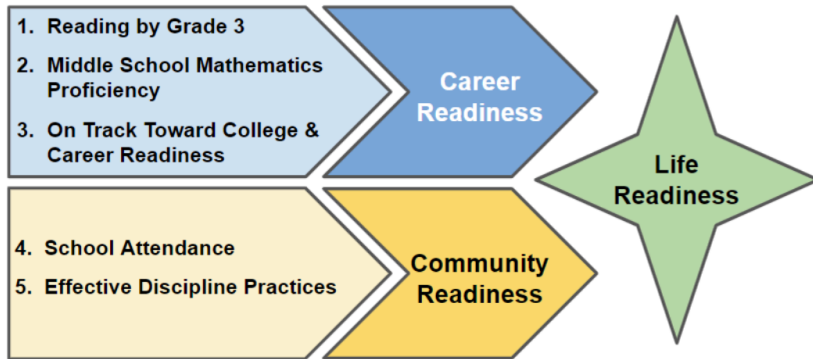 1. Reading by Grade 3
2. Middle School Mathematics
Proficiency
3. On Track Toward College &
Career Readiness
Career
Readiness
4. School Attendance
5. Effective Discipline Practices
Community
Readiness
Life
Readiness